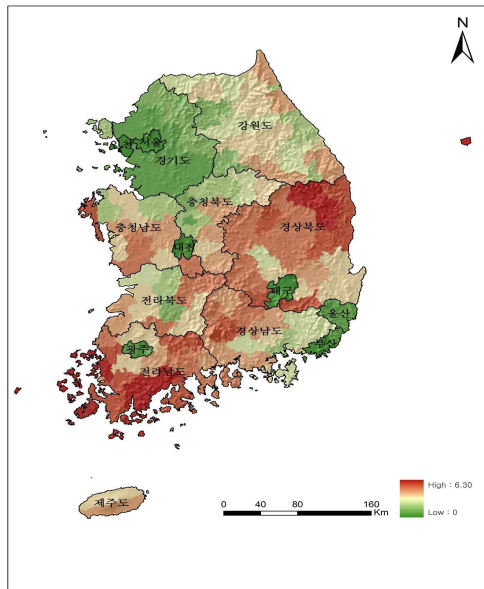 N
강원도
서울
경기도
충청북도
충청남도
경상북도
대전
대구
전라북도
울산
경상남도
부산
광주
전라남도
제주도
High : 6.30
Low : 0
0 40 80 160
Km